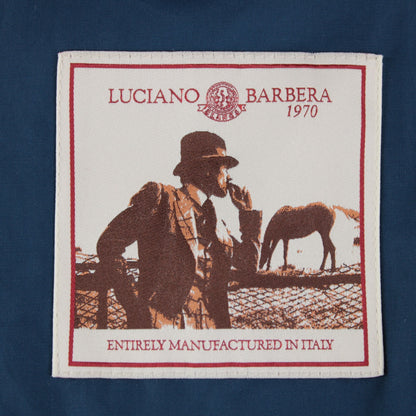 LUCIANO BARBERA
1970
ENTIRELY MANUFACTURED IN ITALY